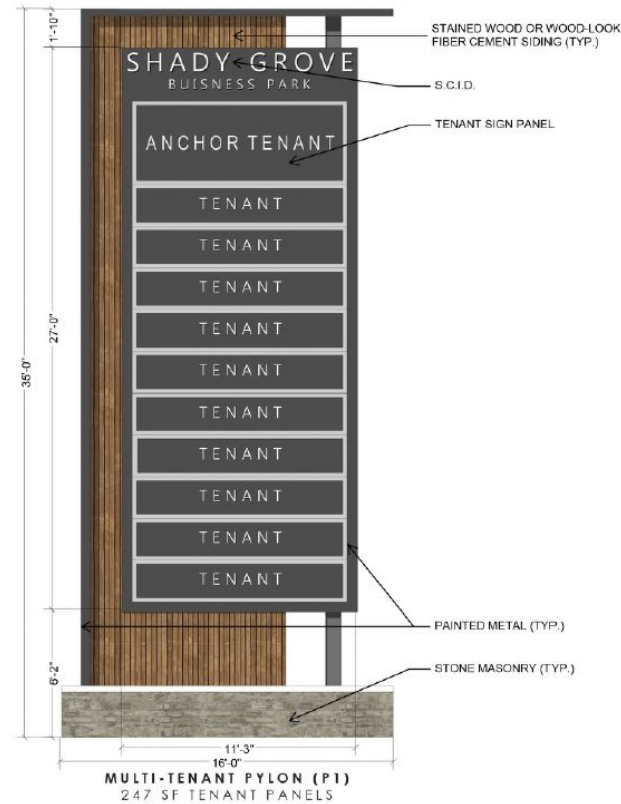 1'-10"
STAINED WOOD OR WOOD-LOOK
FIBER CEMENT SIDING (TYP.)
SHADY GROVE
BUISNESS PARK
S.C.I.D.
TENANT SIGN PANEL
ANCHOR TENANT
TENANT
TENANT
TENANT
TENANT
TENANT
TENANT
TENANT
TENANT
TENANT
TENANT
27'-0"
35'-0"
PAINTED METAL (TYP.)
6'-2"
STONE MASONRY (TYP.)
11'-3"
16'-0"
MULTI-TENANT PYLON (P1)
247 SF TENANT PANELS